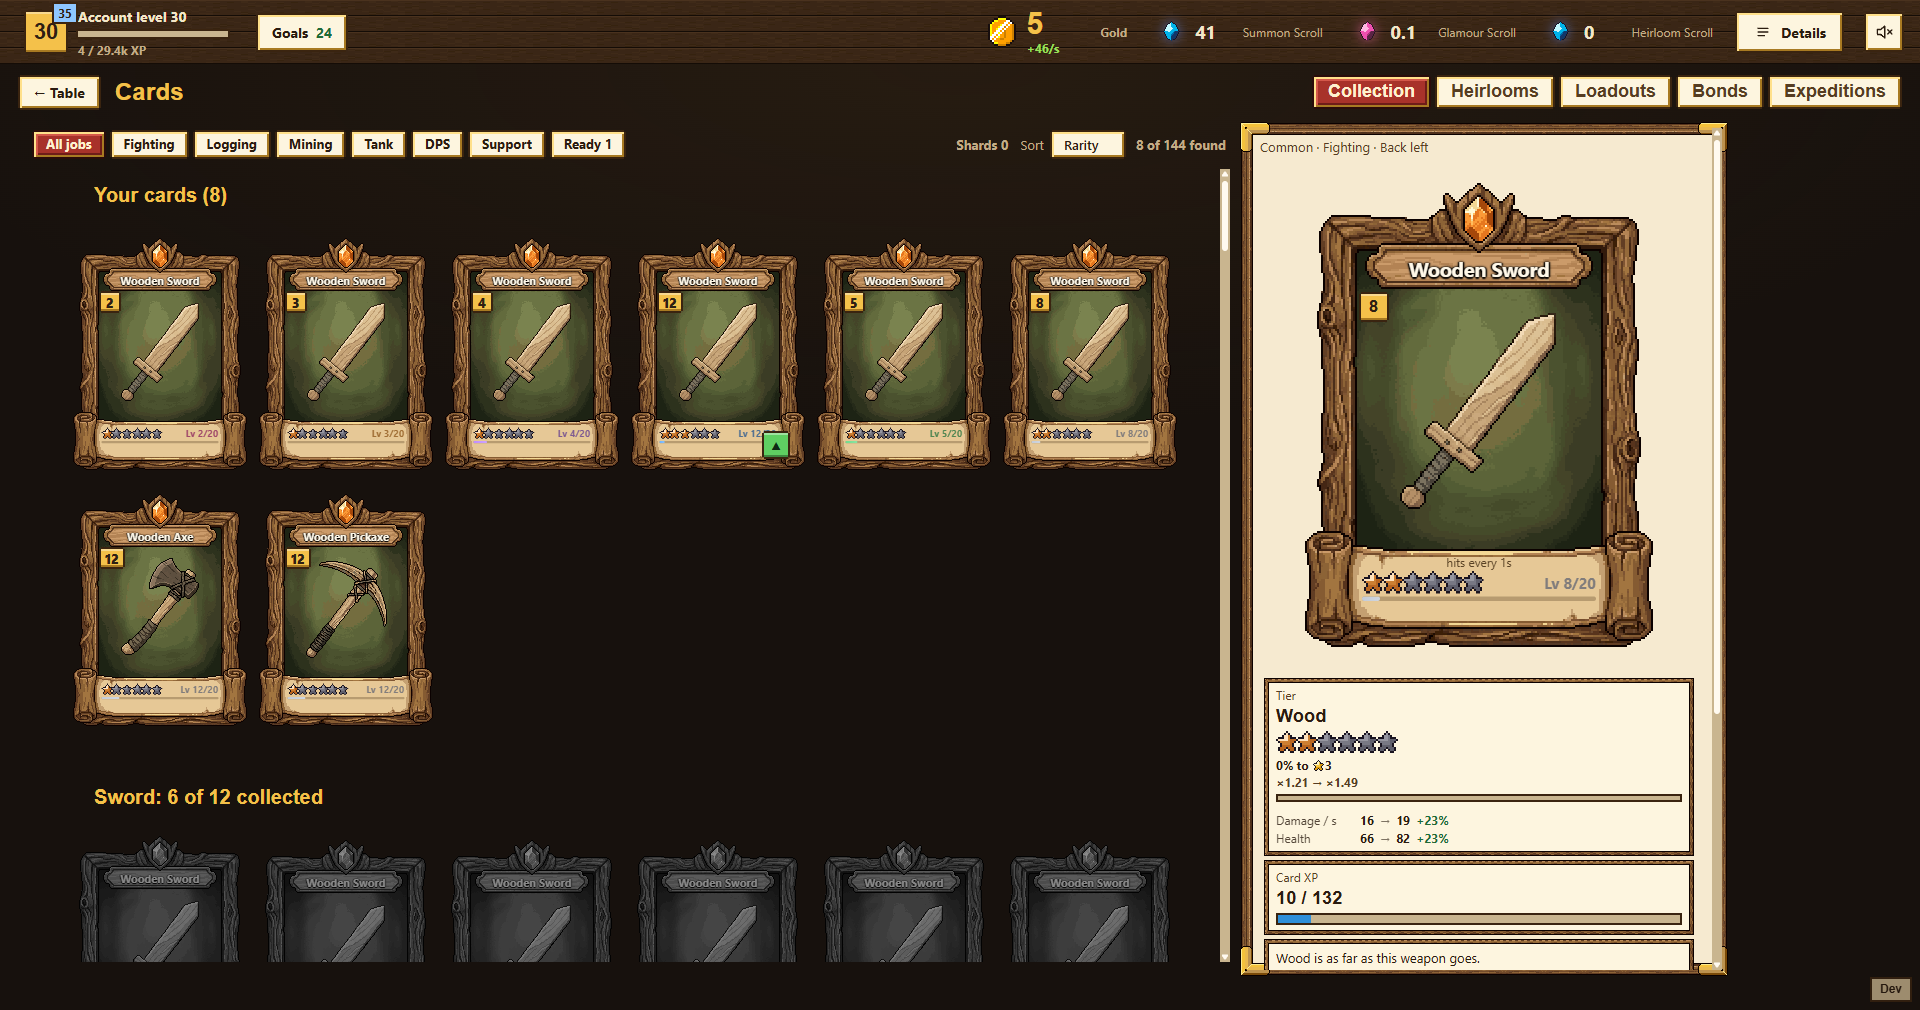 30
35
Account level 30
4 / 29.4k XP
Goals 24
5
+46/s
Gold
41
Summon Scroll
0.1
Glamour Scroll
0
Heirloom Scroll
Details
← Table
Cards
Collection
Heirlooms
Loadouts
Bonds
Expeditions
All jobs
Fighting
Logging
Mining
Tank
DPS
Support
Ready 1
Shards 0
Sort
Rarity
8 of 144 found
Your cards (8)
Wooden Sword
2
Lv 2/20
Wooden Sword
3
Lv 3/20
Wooden Sword
4
Lv 4/20
Wooden Sword
12
Lv 12
Wooden Sword
5
Lv 5/20
Wooden Sword
8
Lv 8/20
Wooden Axe
12
Lv 12/20
Wooden Pickaxe
12
Lv 12/20
Sword: 6 of 12 collected
Wooden Sword
Wooden Sword
Wooden Sword
Wooden Sword
Wooden Sword
Wooden Sword
Common · Fighting · Back left
Wooden Sword
8
hits every 1s
Lv 8/20
Tier
Wood
0% to 3
×1.21 → ×1.49
Damage / s 16 → 19 +23%
Health 66 → 82 +23%
Card XP
10 / 132
Wood is as far as this weapon goes.
Dev